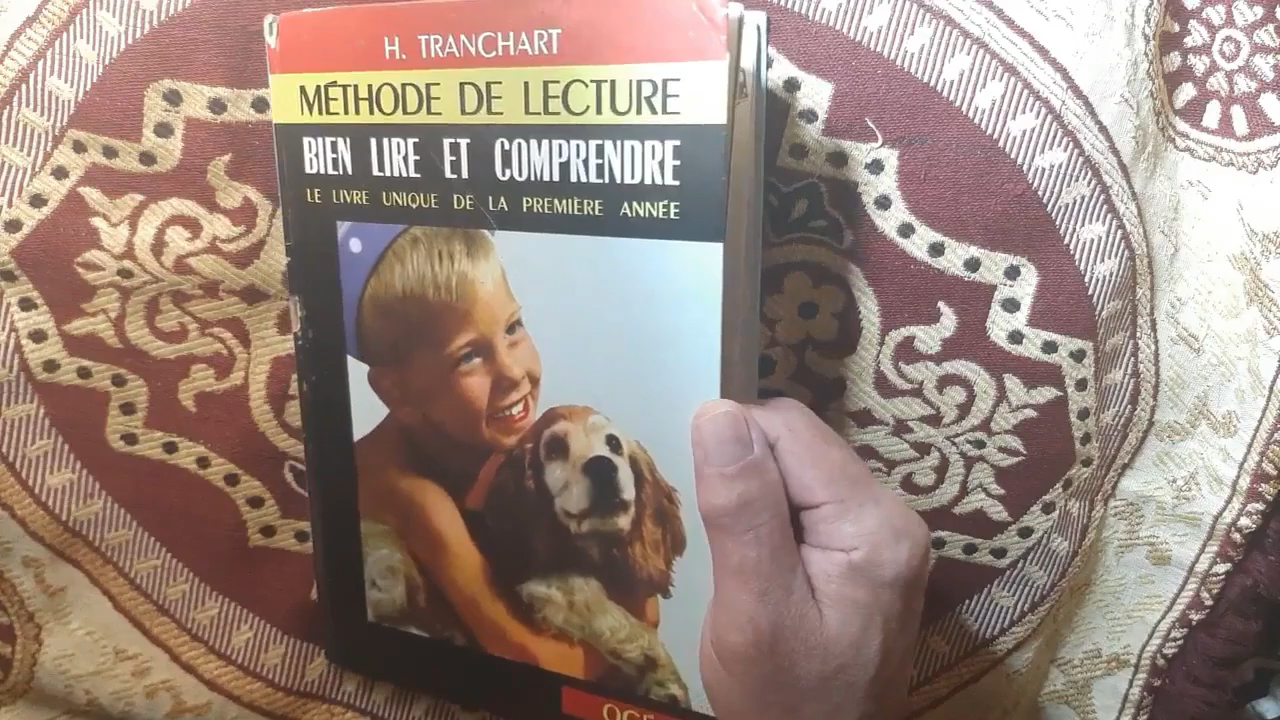 H. TRANCHART
MÉTHODE DE LECTURE
BIEN LIRE ET COMPRENDRE
LE LIVRE UNIQUE DE LA PREMIÈRE ANNÉE